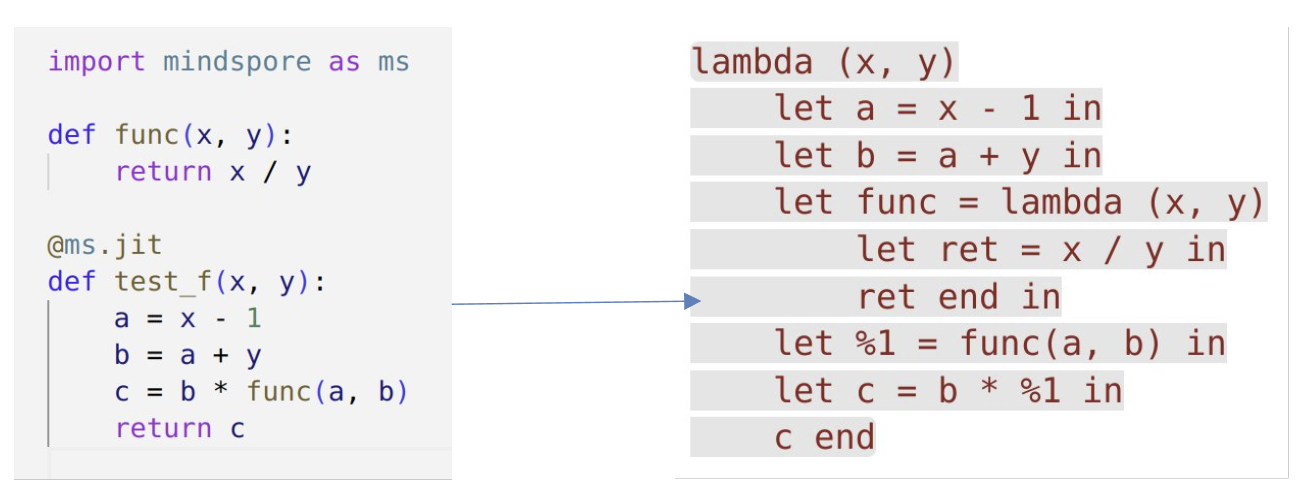 import mindspore as ms
def func(x, y):
    return x / y
@ms.jit
def test_f(x, y):
    a = x - 1
    b = a + y
    c = b * func(a, b)
    return c
lambda (x, y)
    let a = x - 1 in
    let b = a + y in
    let func = lambda (x, y)
        let ret = x / y in
        ret end in
    let %1 = func(a, b) in
    let c = b * %1 in
    c end